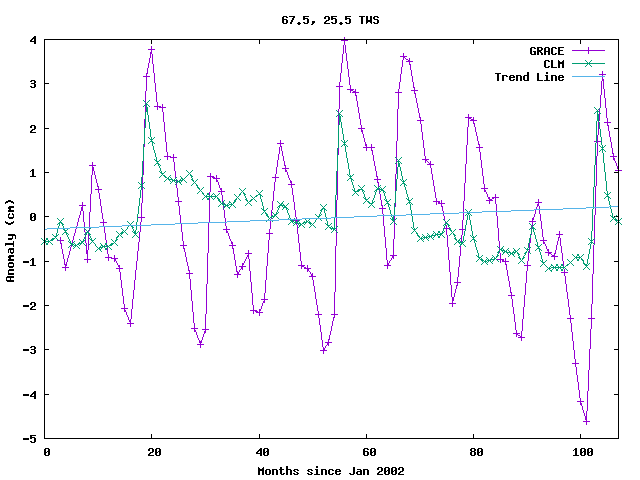 67.5, 25.5 TWS
GRACE
CLM
Trend Line
4
3
2
1
0
-1
-2
-3
-4
-5
Anomaly (cm)
0 20 40 60 80 100
Months since Jan 2002